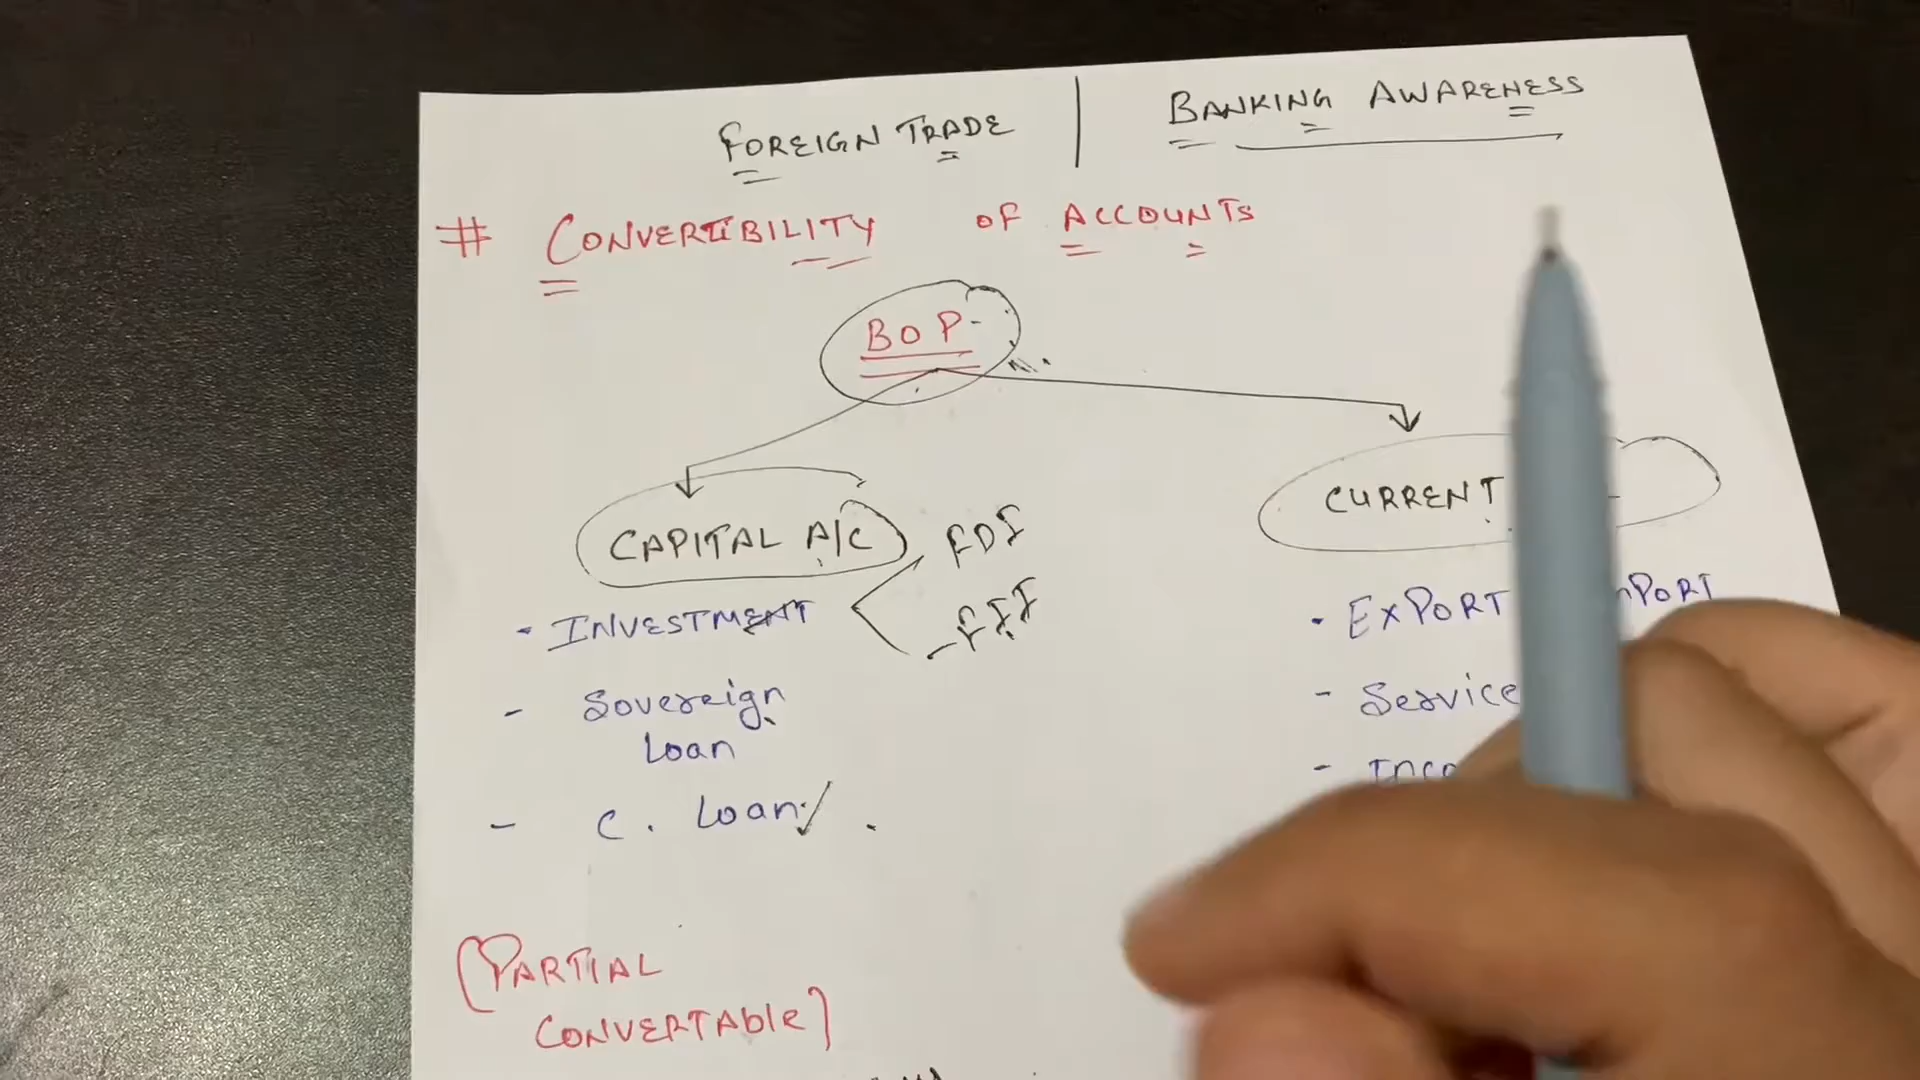 FOREIGN TRADE | BANKING AWARENESS
# CONVERTIBILITY OF ACCOUNTS
BOP
CAPITAL A/C
- INVESTMENT
FDI
- FII
- Sovereign
Loan
- C. Loan
(PARTIAL
CONVERTABLE)
CURRENT
- EXPORT
- Service